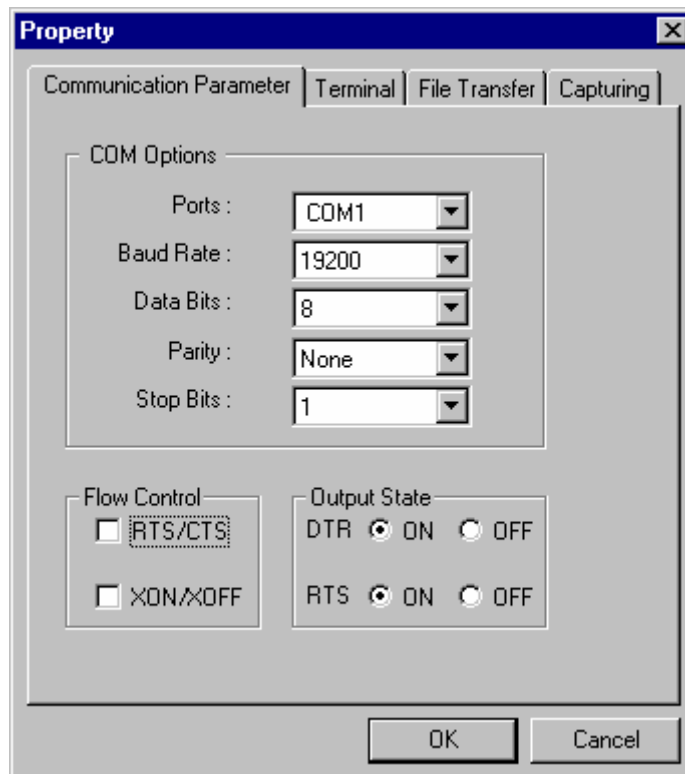 Property
Communication Parameter Terminal File Transfer Capturing
COM Options
Ports : COM1
Baud Rate : 19200
Data Bits : 8
Parity : None
Stop Bits : 1
Flow Control
RTS/CTS
XON/XOFF
Output State
DTR ON OFF
RTS ON OFF
OK Cancel